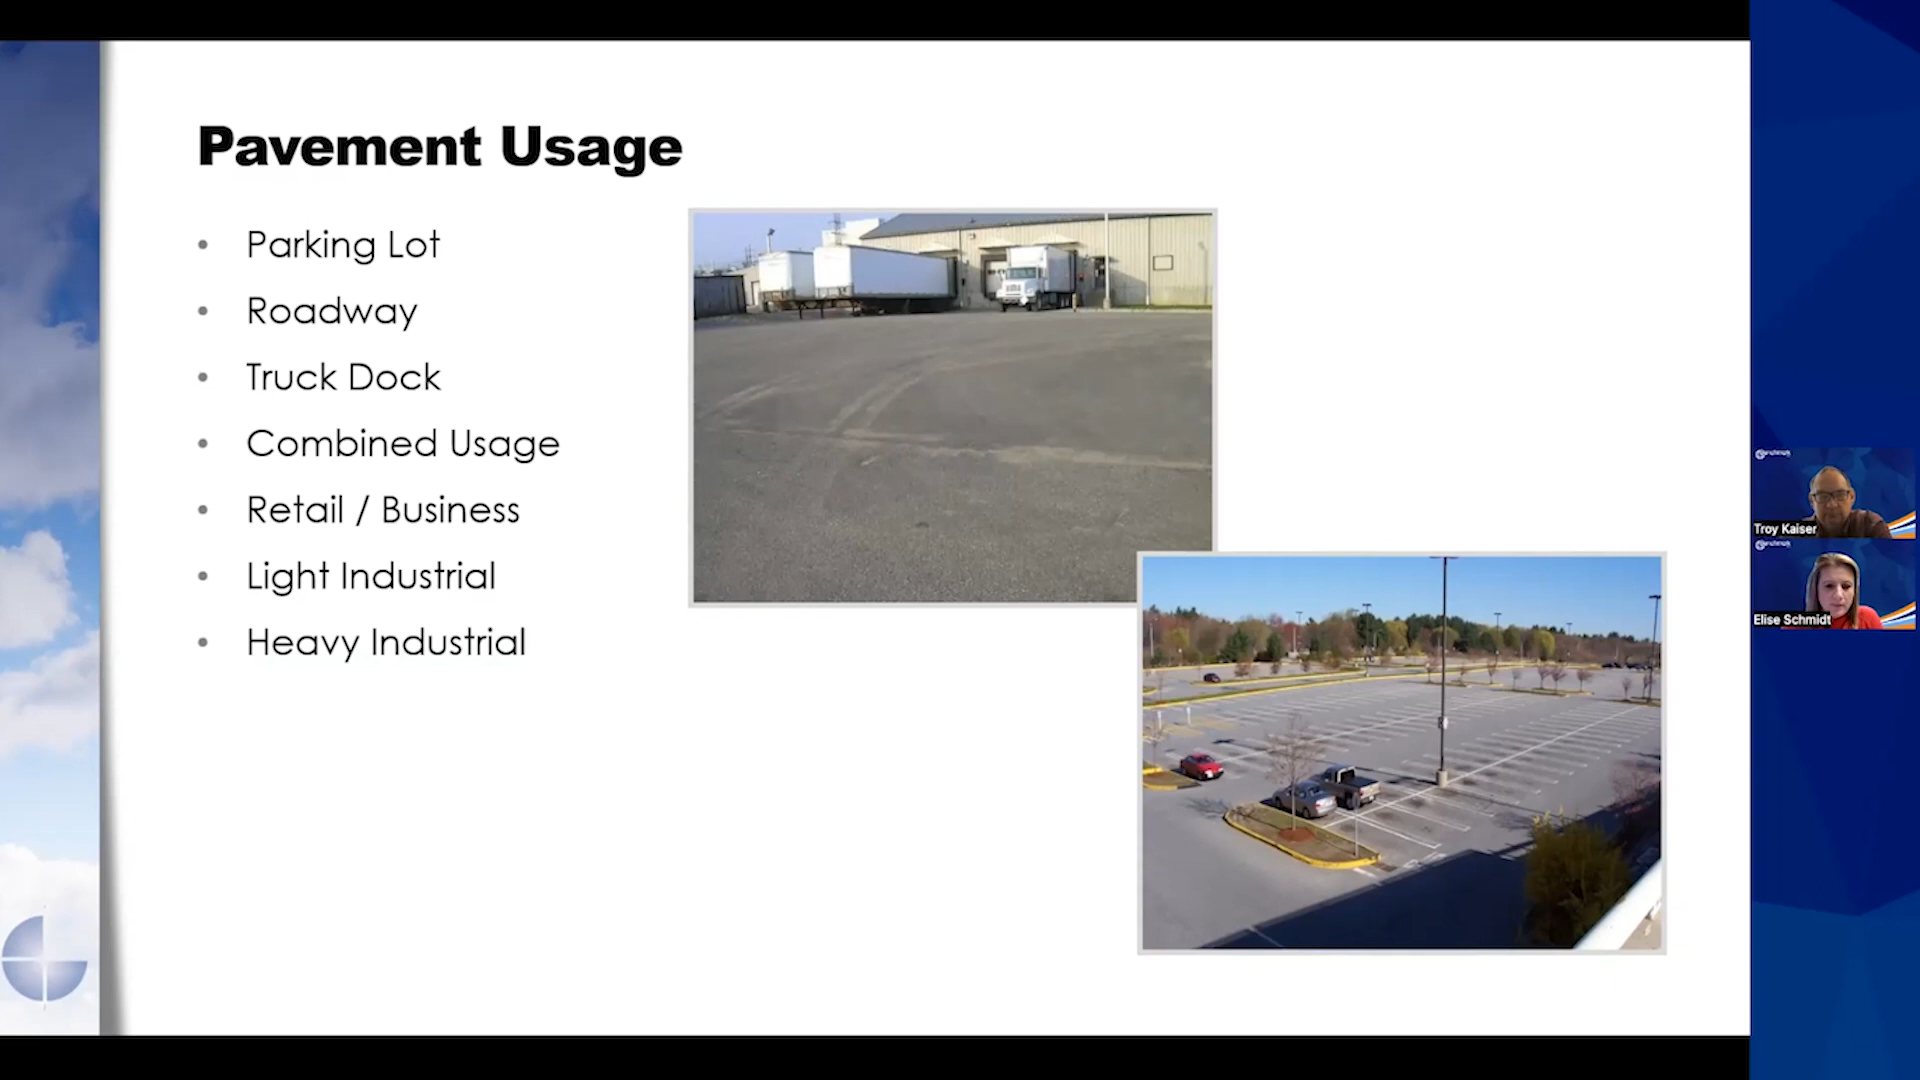 Pavement Usage
• Parking Lot
• Roadway
• Truck Dock
• Combined Usage
• Retail / Business
• Light Industrial
• Heavy Industrial
Troy Kaiser
Elise Schmidt